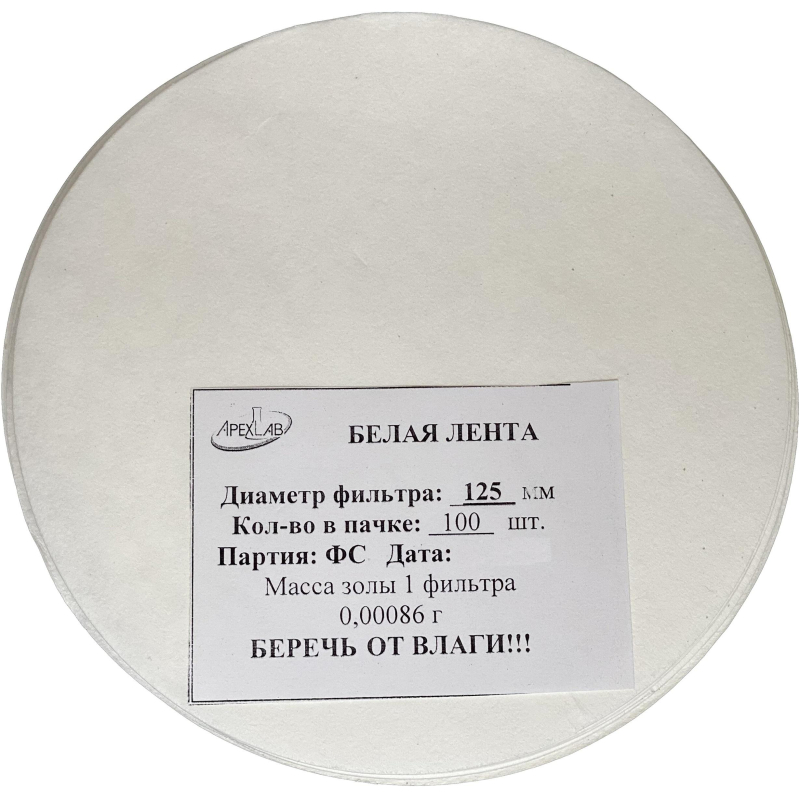 APEXLAB
БЕЛАЯ ЛЕНТА
Диаметр фильтра: 125 мм
Кол-во в пачке: 100 шт.
Партия: ФС Дата:
Масса золы 1 фильтра
0,00086 г
БЕРЕЧЬ ОТ ВЛАГИ!!!